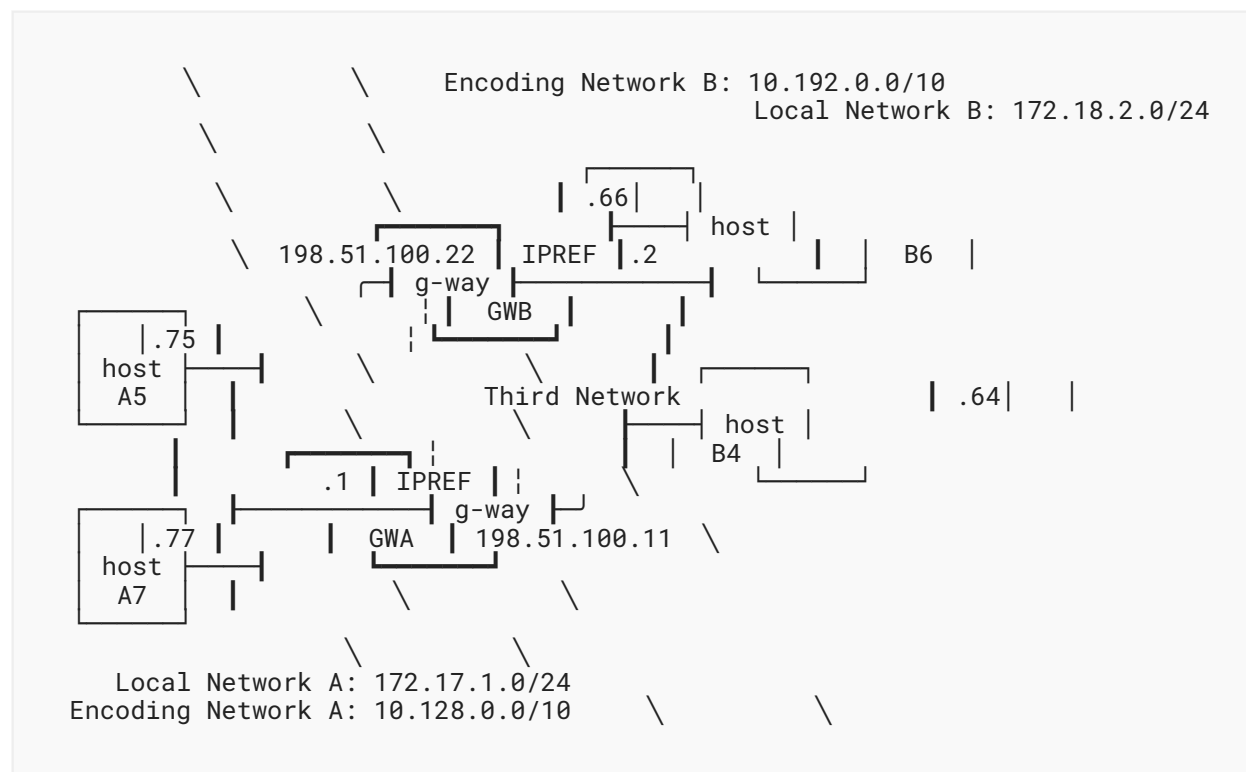 Encoding Network B: 10.192.0.0/10
Local Network B: 172.18.2.0/24
.66
host
198.51.100.22 IPREF .2 B6
g-way
GWB
.75
host
A5 Third Network .64
host
B4
.1 IPREF
g-way
.77 GWA 198.51.100.11
host
A7
Local Network A: 172.17.1.0/24
Encoding Network A: 10.128.0.0/10